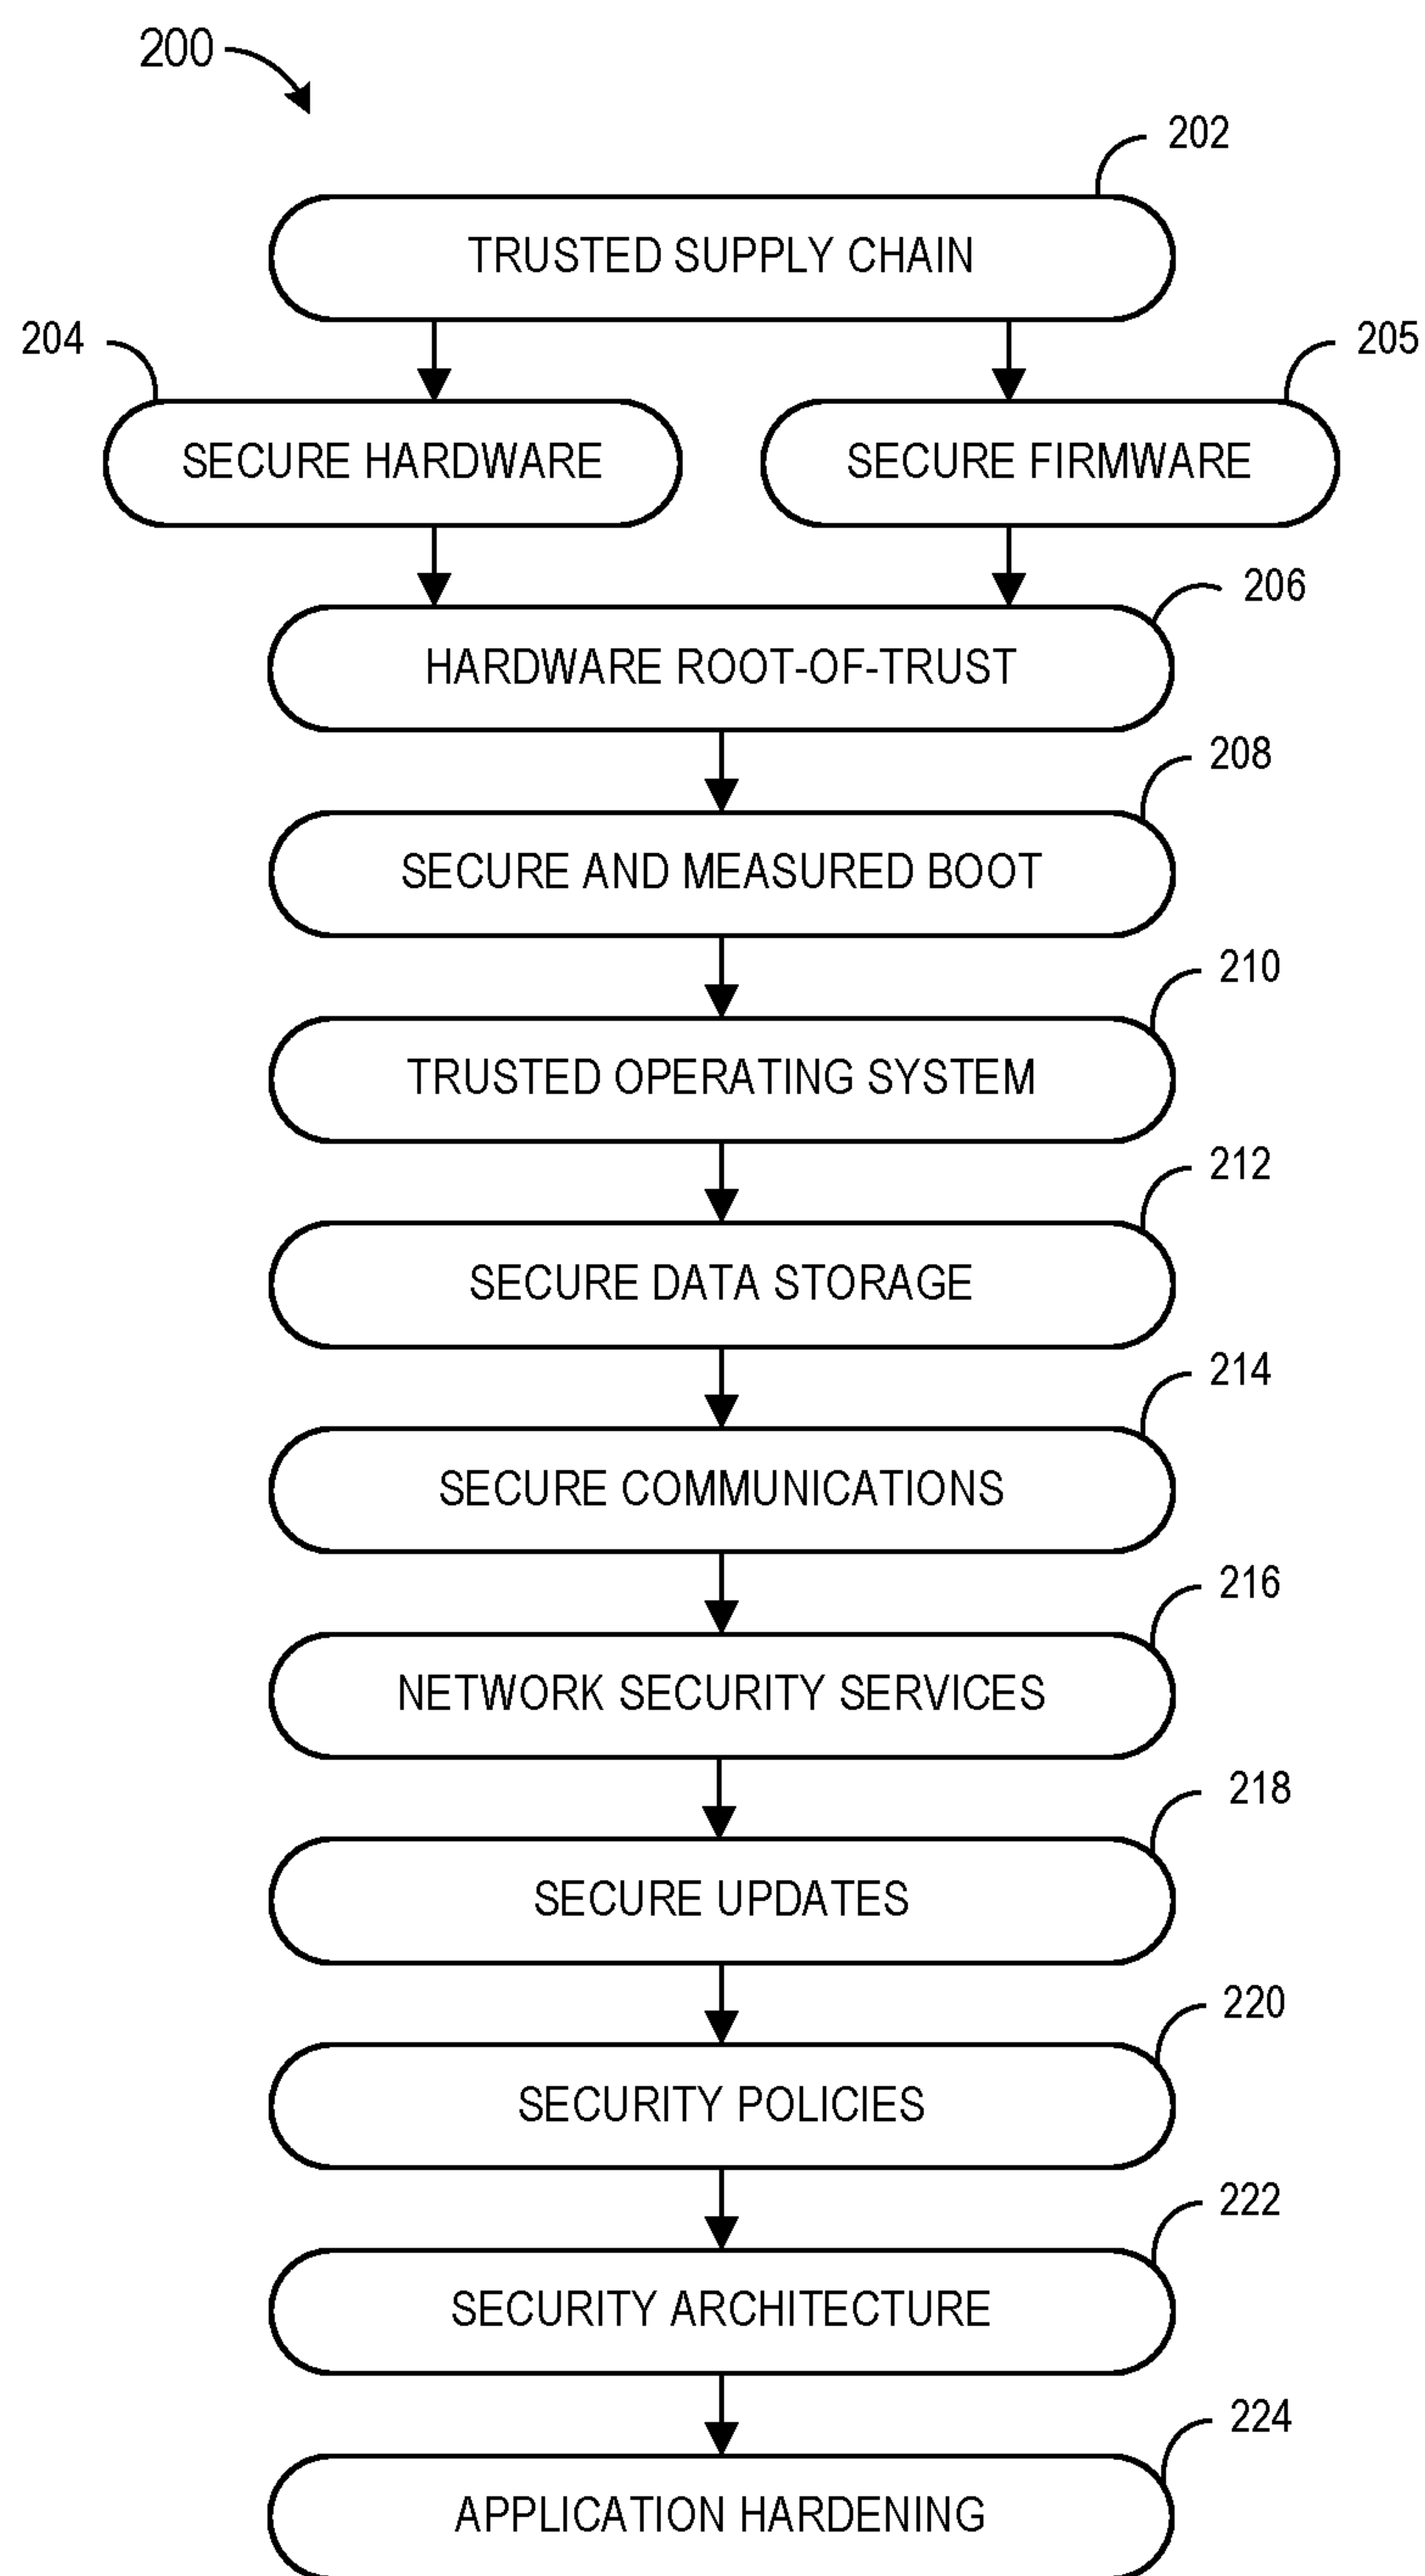 200
202
TRUSTED SUPPLY CHAIN
204
205
SECURE HARDWARE
SECURE FIRMWARE
206
HARDWARE ROOT-OF-TRUST
208
SECURE AND MEASURED BOOT
210
TRUSTED OPERATING SYSTEM
212
SECURE DATA STORAGE
214
SECURE COMMUNICATIONS
216
NETWORK SECURITY SERVICES
218
SECURE UPDATES
220
SECURITY POLICIES
222
SECURITY ARCHITECTURE
224
APPLICATION HARDENING